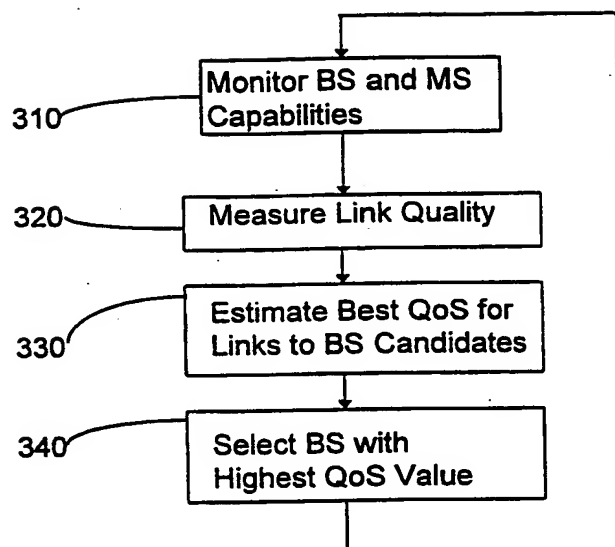 310
Monitor BS and MS
Capabilities
320
Measure Link Quality
330
Estimate Best QoS for
Links to BS Candidates
340
Select BS with
Highest QoS Value